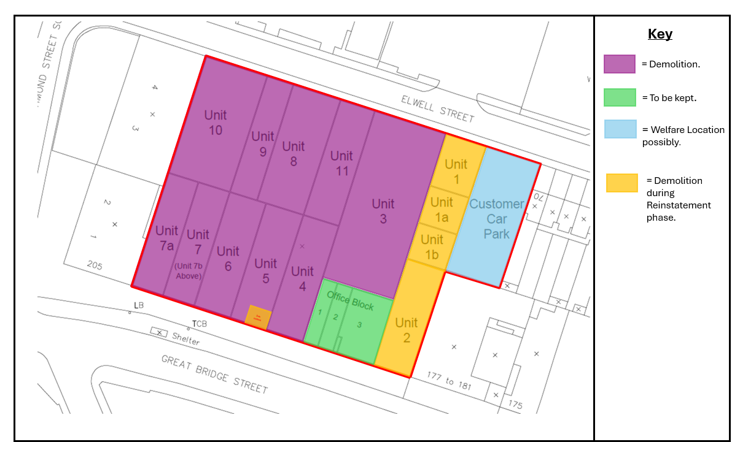 Key
= Demolition.
= To be kept.
= Welfare Location
possibly.
= Demolition
during
Reinstatement
phase.
ELWELL STREET
4
3
2
1
205
Unit
10
Unit
9
Unit
8
Unit
11
Unit
3
Unit
1
Unit
1a
Unit
1b
Customer
Car
Park
70
Unit
7a
Unit
7
(Unit 7b
Above)
Unit
6
Unit
5
Unit
4
Office Block
1
2
3
Unit
2
LB
TCB
Shelter
GREAT BRIDGE STREET
177 to 181
175